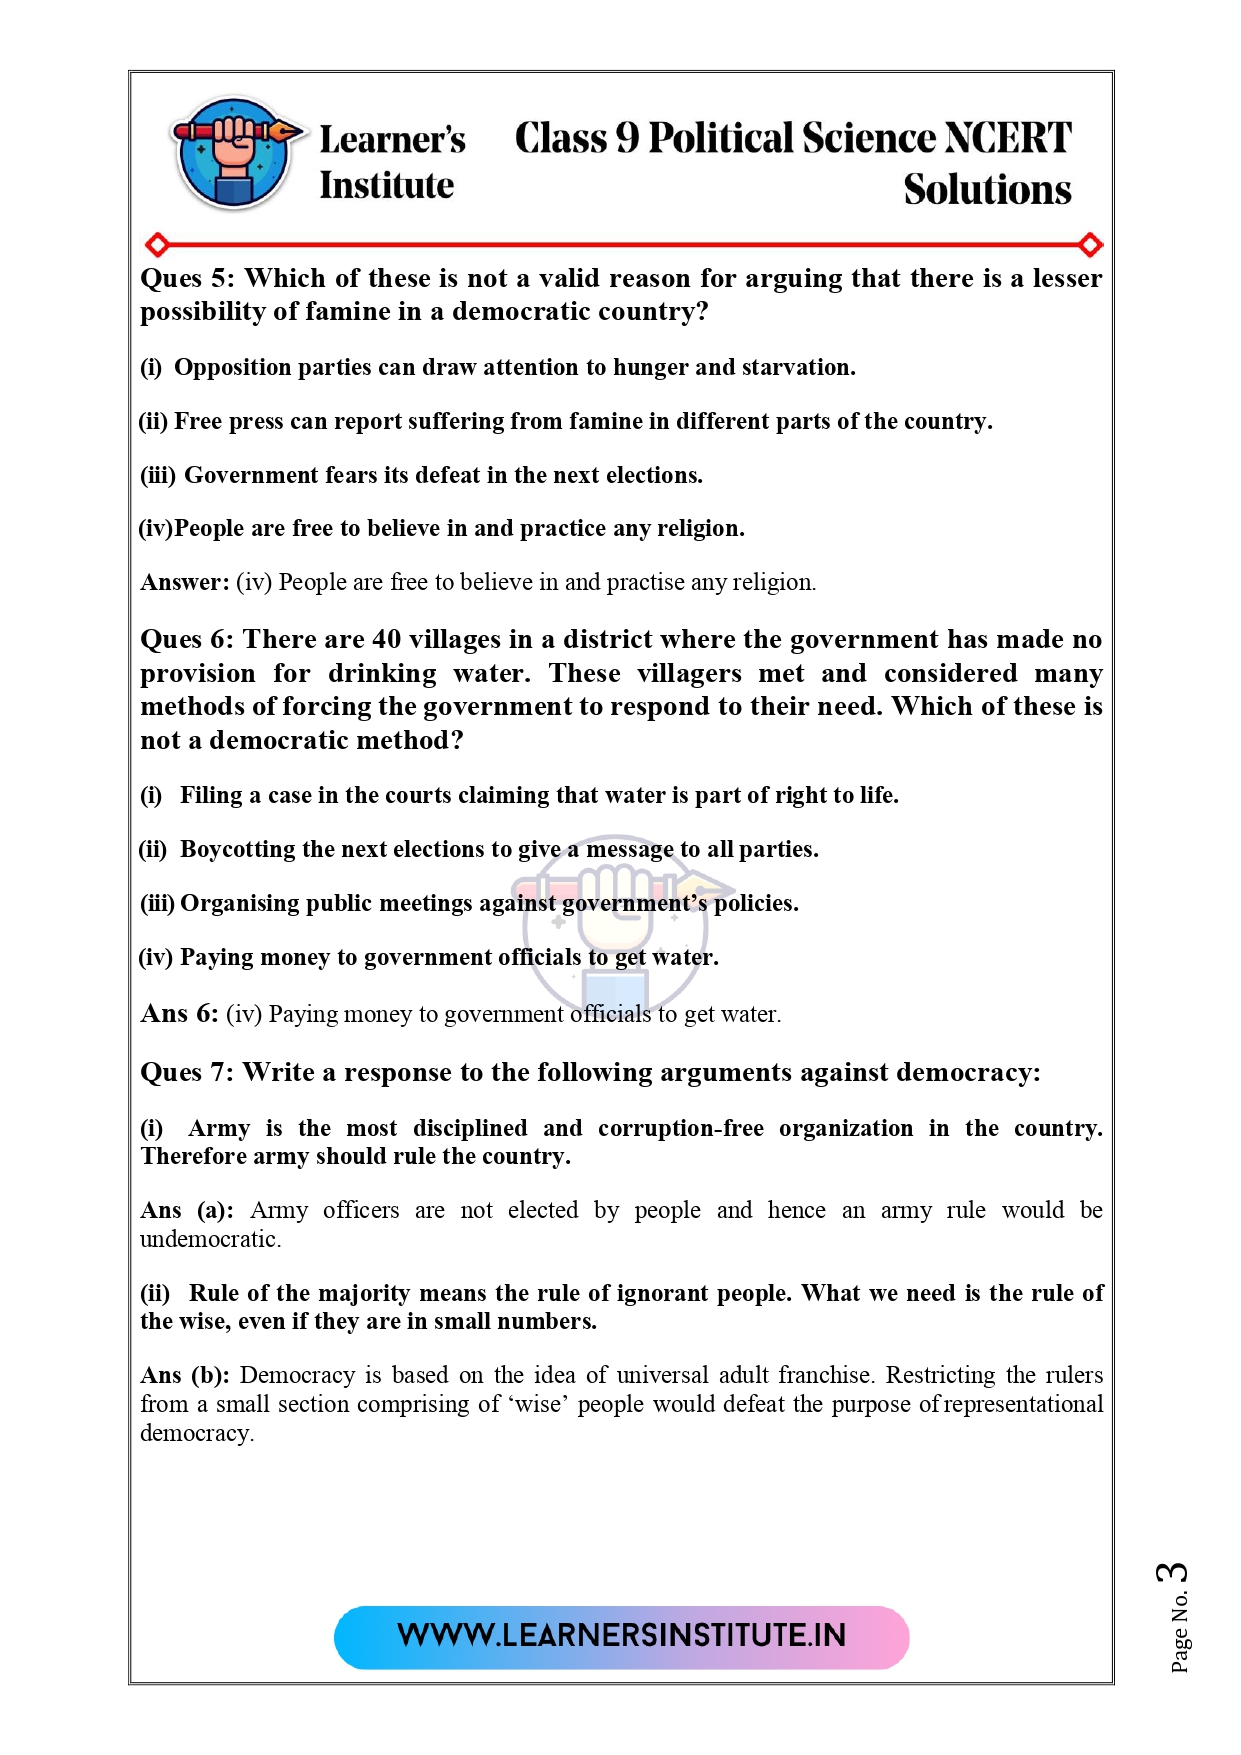 Learner's
Institute
Class 9 Political Science NCERT
Solutions
Ques 5: Which of these is not a valid reason for arguing that there is a lesser
possibility of famine in a democratic country?
(i) Opposition parties can draw attention to hunger and starvation.
(ii) Free press can report suffering from famine in different parts of the country.
(iii) Government fears its defeat in the next elections.
(iv)People are free to believe in and practice any religion.
Answer: (iv) People are free to believe in and practise any religion.
Ques 6: There are 40 villages in a district where the government has made no
provision for drinking water. These villagers met and considered many
methods of forcing the government to respond to their need. Which of these is
not a democratic method?
(i) Filing a case in the courts claiming that water is part of right to life.
(ii) Boycotting the next elections to give a message to all parties.
(iii) Organising public meetings against government’s policies.
(iv) Paying money to government officials to get water.
Ans 6: (iv) Paying money to government officials to get water.
Ques 7: Write a response to the following arguments against democracy:
(i) Army is the most disciplined and corruption-free organization in the country.
Therefore army should rule the country.
Ans (a): Army officers are not elected by people and hence an army rule would be
undemocratic.
(ii) Rule of the majority means the rule of ignorant people. What we need is the rule of
the wise, even if they are in small numbers.
Ans (b): Democracy is based on the idea of universal adult franchise. Restricting the rulers
from a small section comprising of ‘wise’ people would defeat the purpose of representational
democracy.
WWW.LEARNERSINSTITUTE.IN
Page No. 3